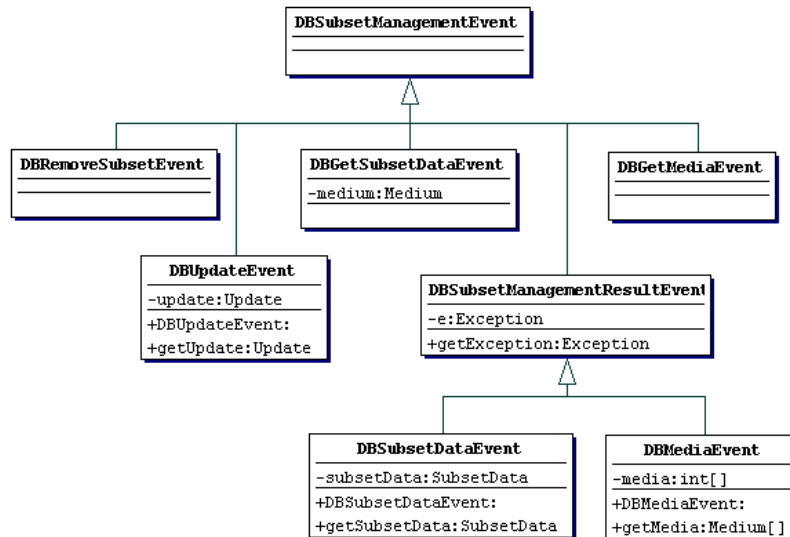 DBSubsetManagementEvent
DBRemoveSubsetEvent
DBGetSubsetDataEvent
-medium:Medium
DBGetMediaEvent
DBUpdateEvent
-update:Update
+DBUpdateEvent:
+getUpdate:Update
DBSubsetManagementResultEvent
-e:Exception
+getException:Exception
DBSubsetDataEvent
-subsetData:SubsetData
+DBSubsetDataEvent:
+getSubsetData:SubsetData
DBMediaEvent
-media:int[]
+DBMediaEvent:
+getMedia:Medium[]